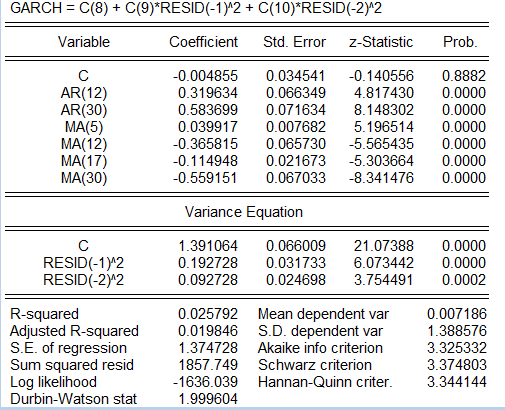 GARCH = C(8) + C(9)*RESID(-1)^2 + C(10)*RESID(-2)^2
Variable Coefficient Std. Error z-Statistic Prob.
C -0.004855 0.034541 -0.140556 0.8882
AR(12) 0.319634 0.066349 4.817430 0.0000
AR(30) 0.583699 0.071634 8.148302 0.0000
MA(5) 0.039917 0.007682 5.196514 0.0000
MA(12) -0.365815 0.065730 -5.565435 0.0000
MA(17) -0.114948 0.021673 -5.303664 0.0000
MA(30) -0.559151 0.067033 -8.341476 0.0000
Variance Equation
C 1.391064 0.066009 21.07388 0.0000
RESID(-1)^2 0.192728 0.031733 6.073442 0.0000
RESID(-2)^2 0.092728 0.024698 3.754491 0.0002
R-squared 0.025792 Mean dependent var 0.007186
Adjusted R-squared 0.019846 S.D. dependent var 1.388576
S.E. of regression 1.374728 Akaike info criterion 3.325332
Sum squared resid 1857.749 Schwarz criterion 3.374803
Log likelihood -1636.039 Hannan-Quinn criter. 3.344144
Durbin-Watson stat 1.999604